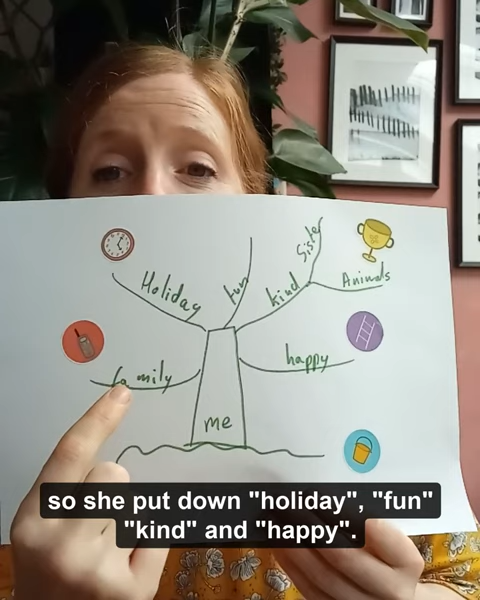 Sister
Holiday
fun
kind
Animals
family
happy
me
so she put down "holiday", "fun"
"kind" and "happy".